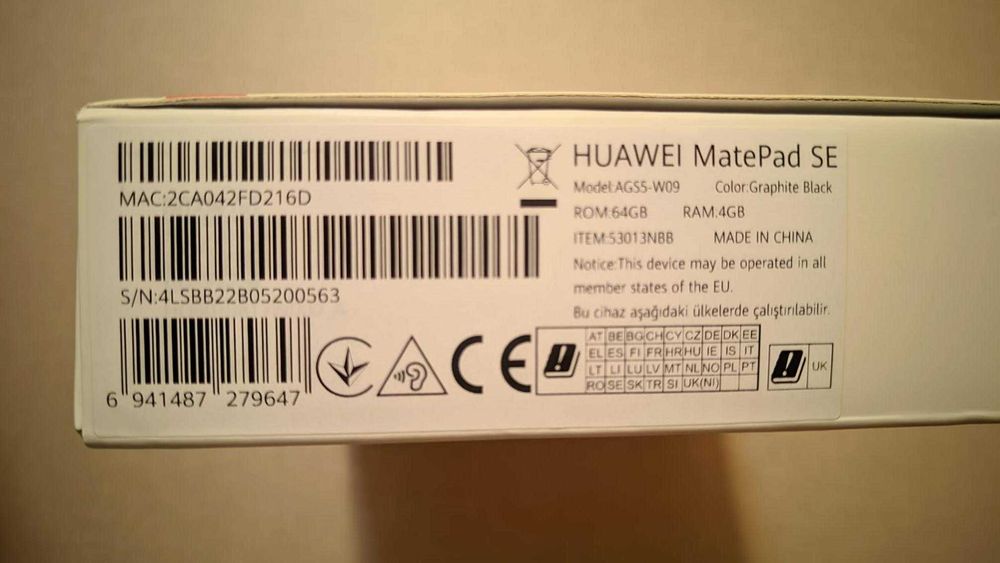 MAC:2CA042FD216D
S/N:4LSBB22B05200563
6 941487 279647
CE
HUAWEI MatePad SE
Model:AGS5-W09 Color:Graphite Black
ROM:64GB RAM:4GB
ITEM:53013NBB MADE IN CHINA
Notice:This device may be operated in all
member states of the EU.
Bu cihaz aşağıdaki ülkelerde çalıştırılabilir.
AT BE BG CH CY CZ DE DK EE
EL ES FI FR HR HU IE IS IT
LT LI LU LV MT NL NO PL PT
RO SE SK TR SI UK(NI)
UK